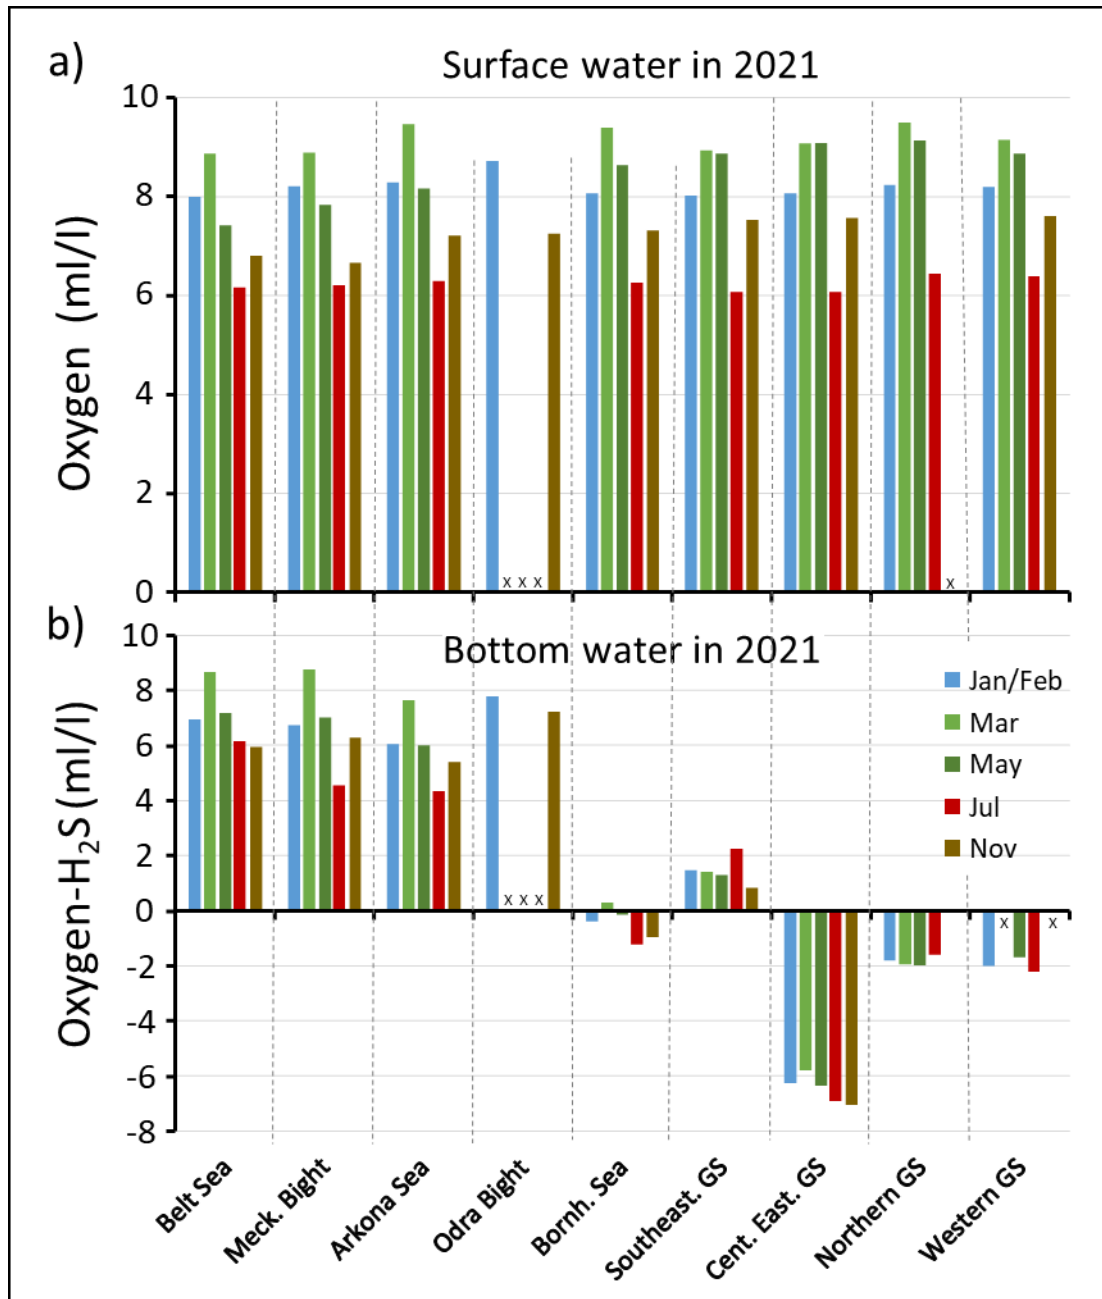 a)
Surface water in 2021
Oxygen (ml/l)
10
8
6
4
2
0
x x x
x
b)
Bottom water in 2021
Oxygen-H₂S (ml/l)
10
8
6
4
2
0
-2
-4
-6
-8
x x x
x
x
Jan/Feb
Mar
May
Jul
Nov
Belt Sea
Meck. Bight
Arkona Sea
Odra Bight
Bornh. Sea
Southeast. GS
Cent. East. GS
Northern GS
Western GS